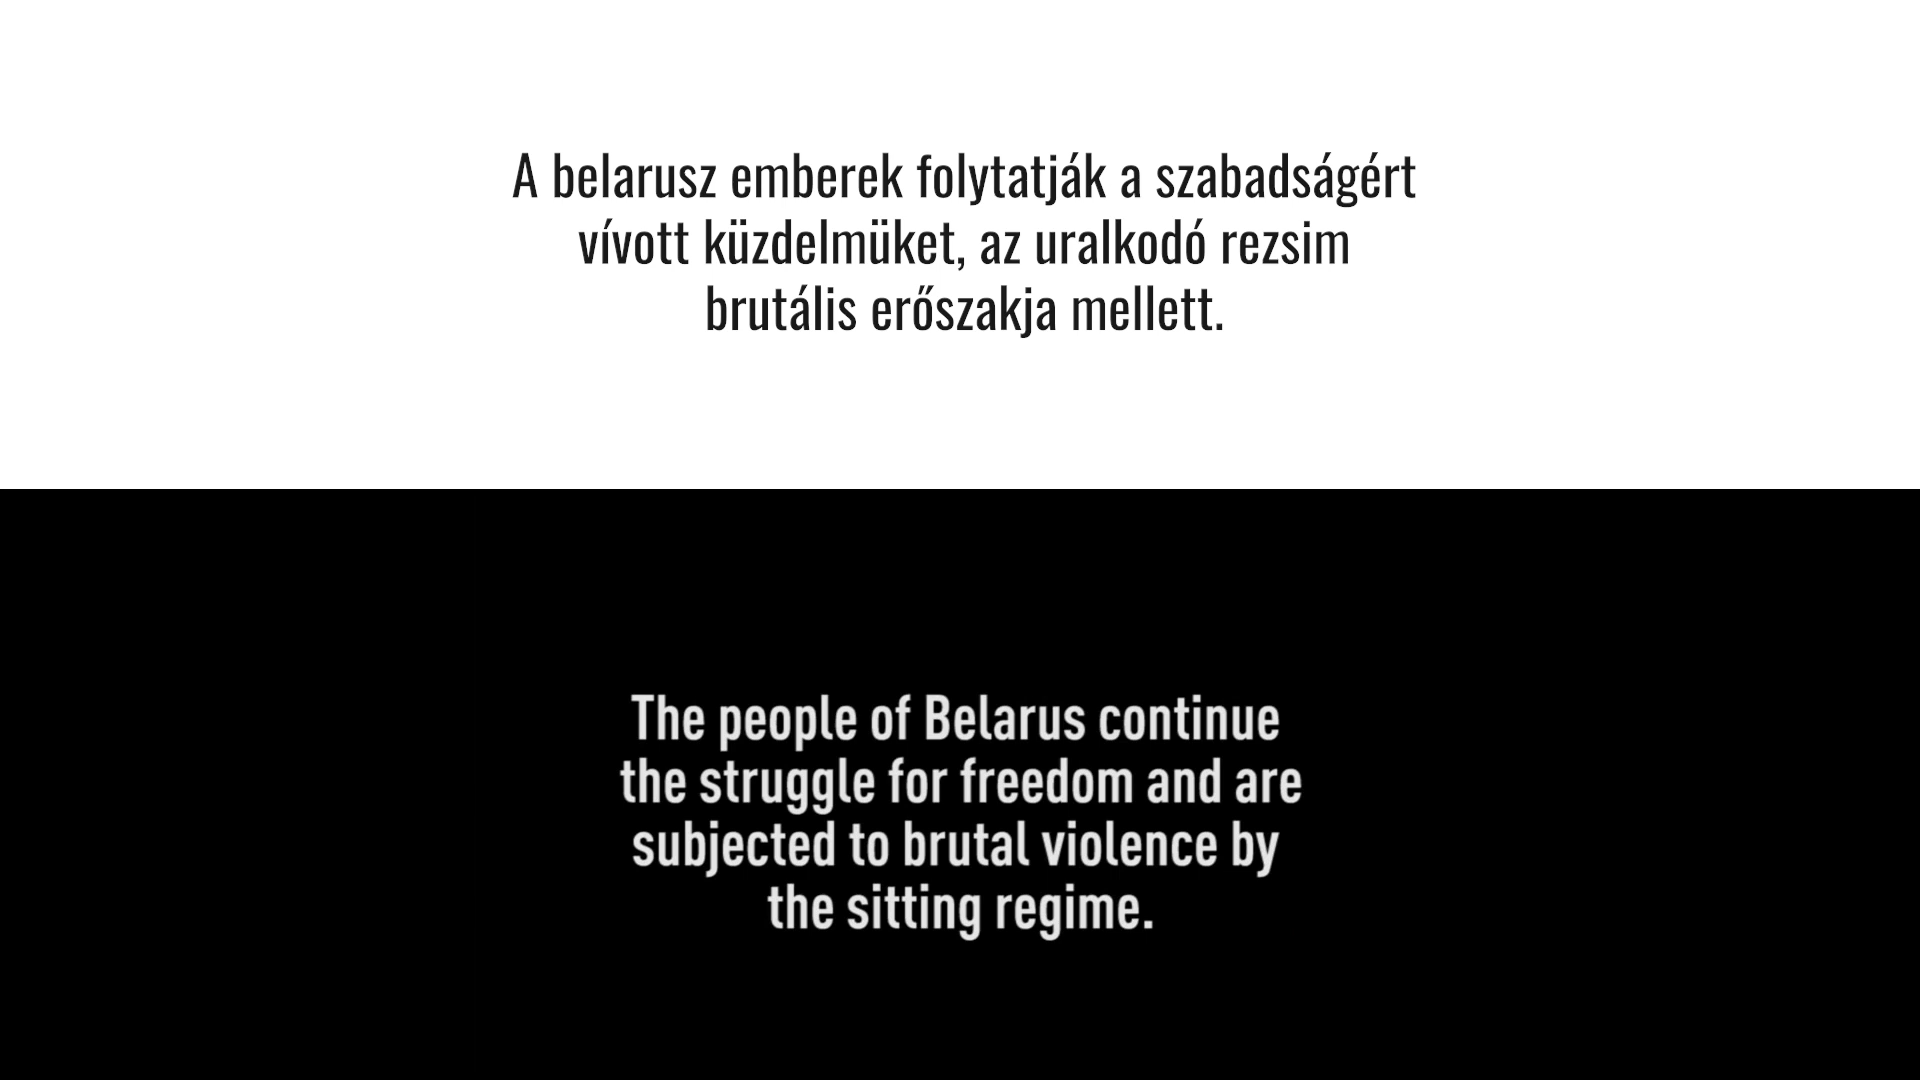 A belarusz emberek folytatják a szabadságért
vívott küzdelmüket, az uralkodó rezsim
brutális erőszakja mellett.
The people of Belarus continue
the struggle for freedom and are
subjected to brutal violence by
the sitting regime.